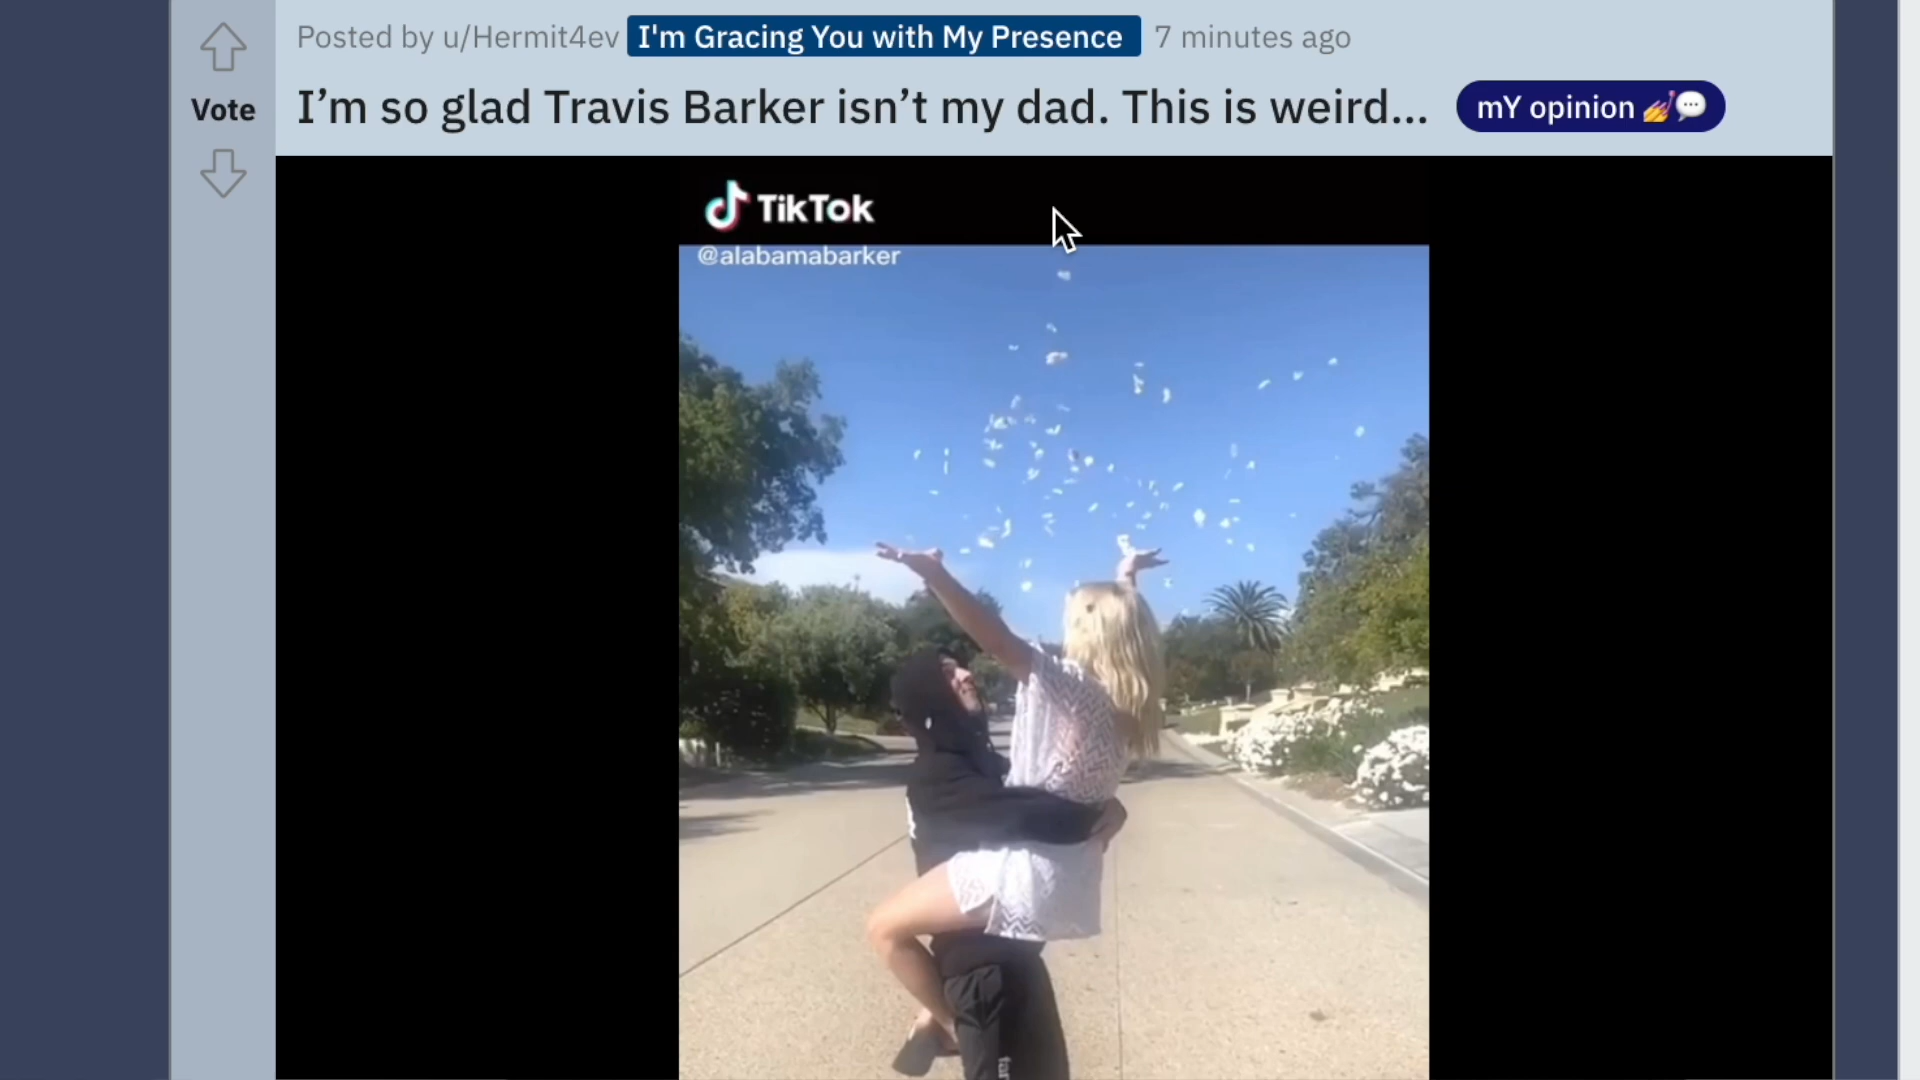 Posted by u/Hermit4ev I'm Gracing You with My Presence 7 minutes ago
Vote
I’m so glad Travis Barker isn’t my dad. This is weird... mY opinion 💅💬
TikTok
@alabamabarker